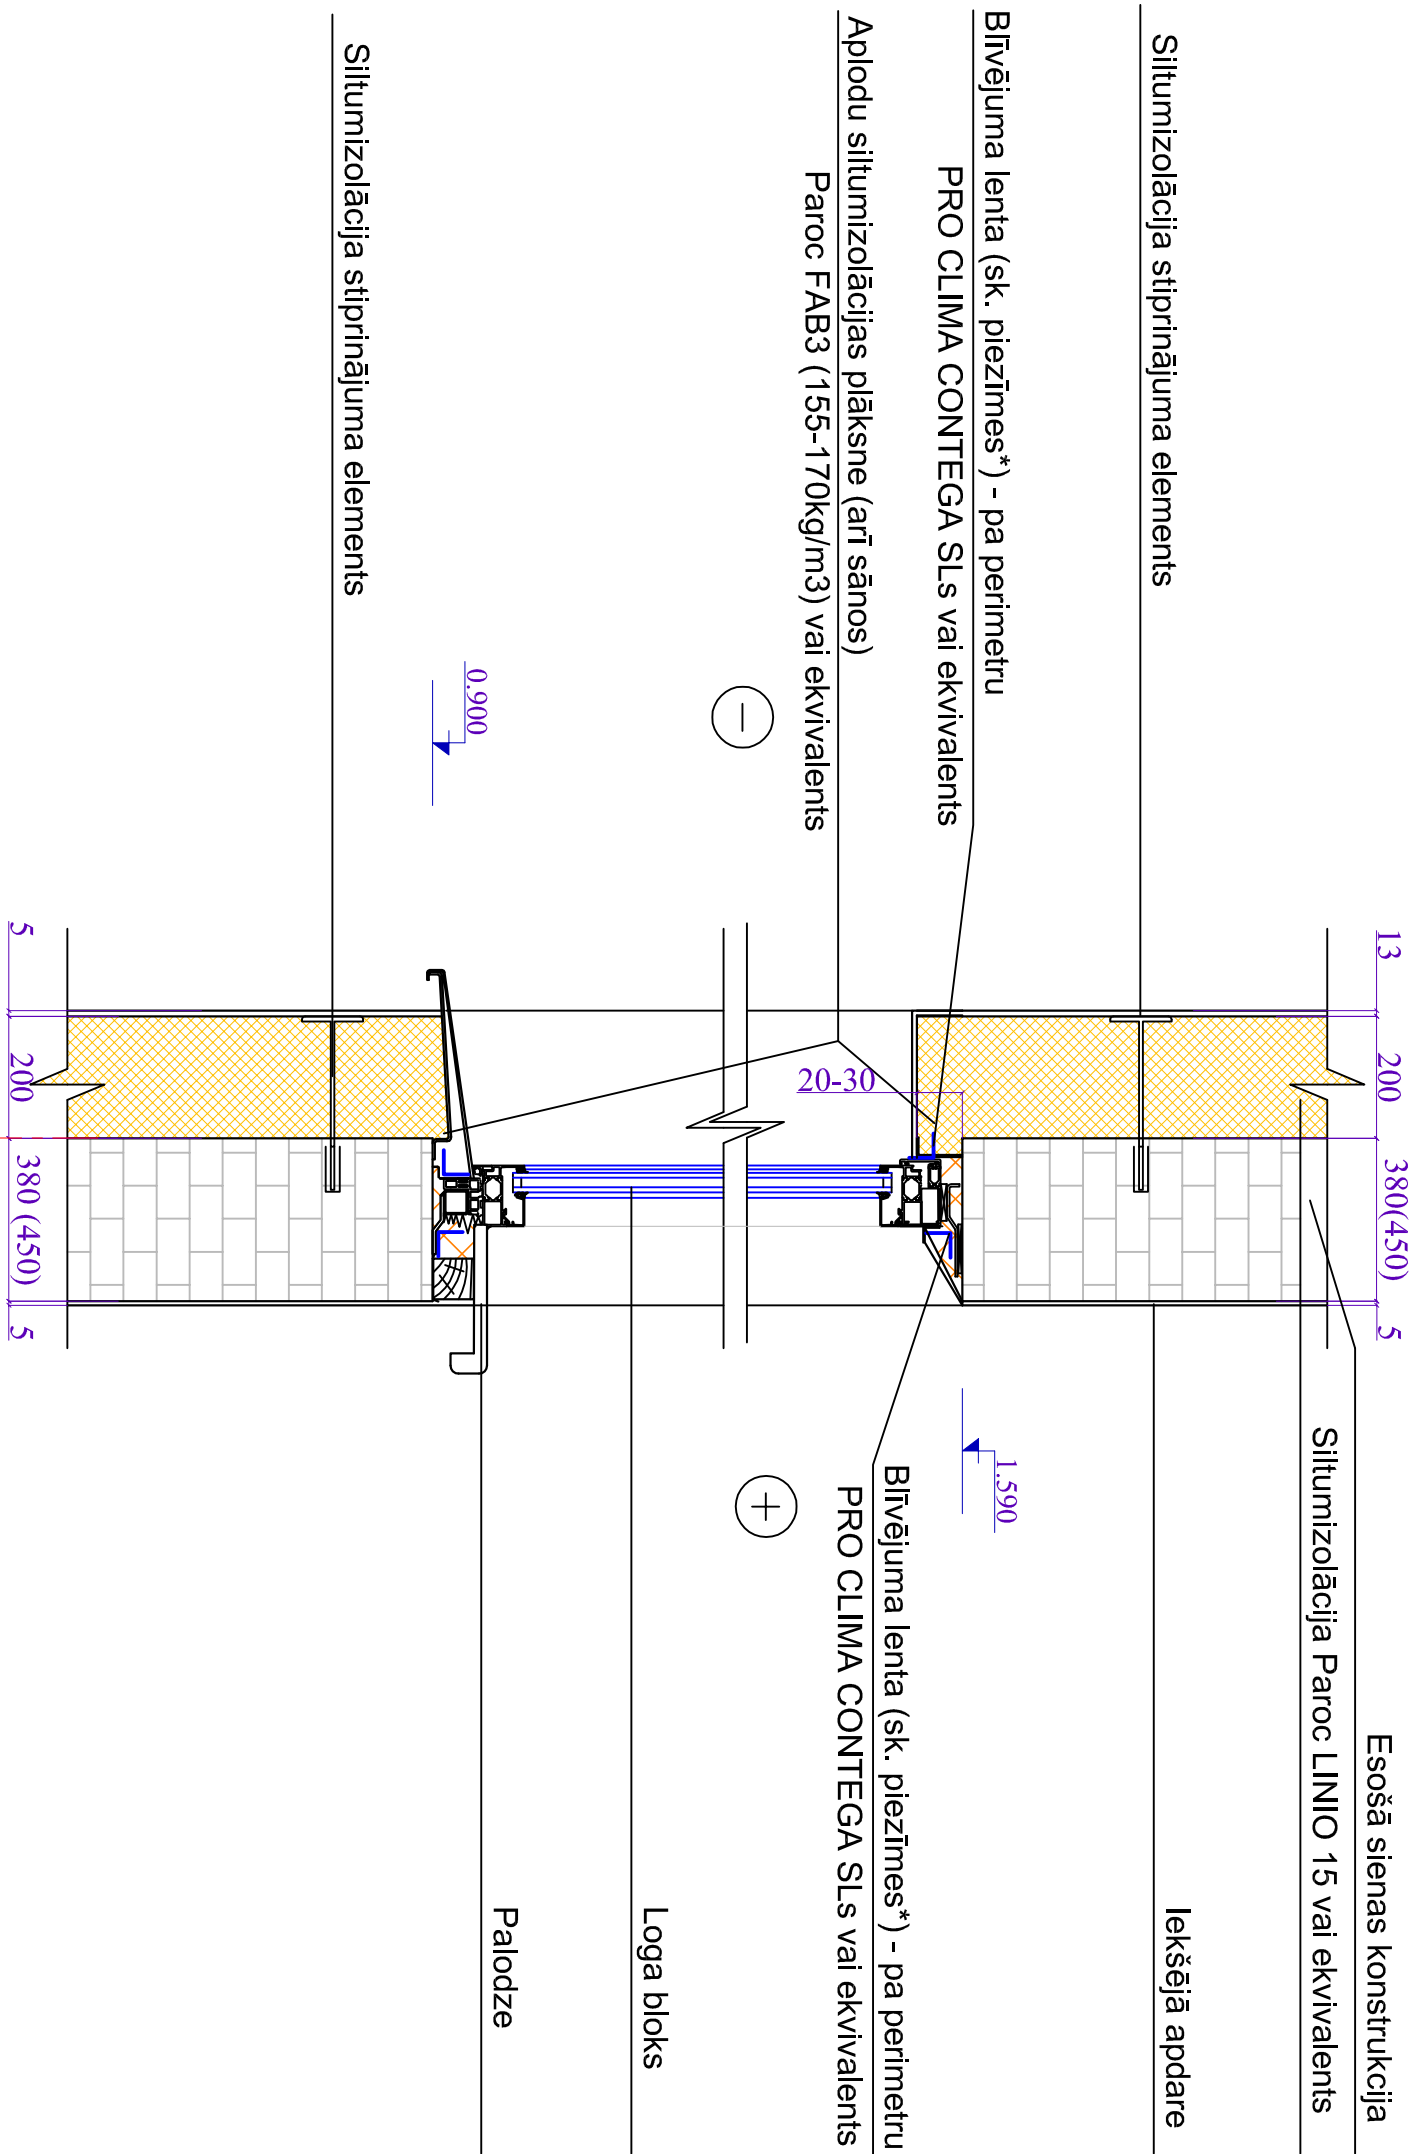 Siltumizolācija stiprinājuma elements
Blīvējuma lenta (sk. piezīmes*) - pa perimetru
PRO CLIMA CONTEGA SLs vai ekvivalents
Aplodu siltumizolācijas plāksne (arī sānos)
Paroc FAB3 (155-170kg/m3) vai ekvivalents
Siltumizolācija stiprinājuma elements
0.900
13
200
380(450)
5
20-30
5
200
380 (450)
5
1.590
Esošā sienas konstrukcija
Siltumizolācija Paroc LINIO 15 vai ekvivalents
Iekšējā apdare
Blīvējuma lenta (sk. piezīmes*) - pa perimetru
PRO CLIMA CONTEGA SLs vai ekvivalents
Loga bloks
Palodze